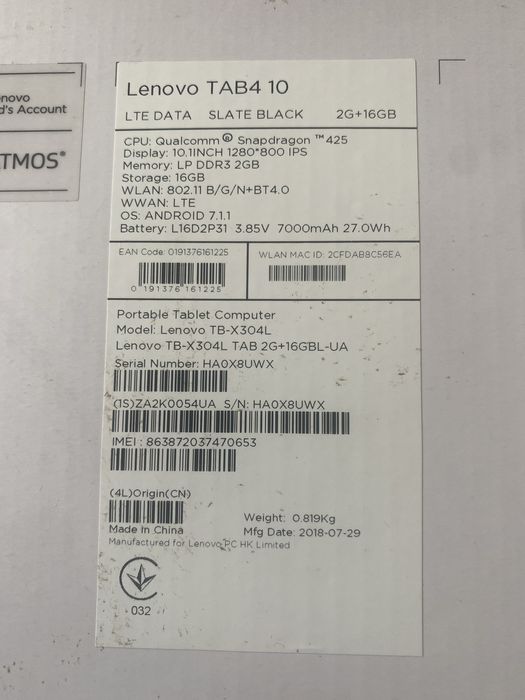 novo
d's Account
TMOS®
Lenovo TAB4 10
LTE DATA SLATE BLACK 2G+16GB
CPU: Qualcomm® Snapdragon ™425
Display: 10.1INCH 1280*800 IPS
Memory: LP DDR3 2GB
Storage: 16GB
WLAN: 802.11 B/G/N+BT4.0
WWAN: LTE
OS: ANDROID 7.1.1
Battery: L16D2P31 3.85V 7000mAh 27.0Wh
EAN Code: 0191376161225
0 191376 161225
WLAN MAC ID: 2CFDAB8C56EA
Portable Tablet Computer
Model: Lenovo TB-X304L
Lenovo TB-X304L TAB 2G+16GBL-UA
Serial Number: HA0X8UWX
(1S)ZA2K0054UA S/N: HA0X8UWX
IMEI : 863872037470653
(4L)Origin(CN)
Made In China
Weight: 0.819Kg
Mfg Date: 2018-07-29
Manufactured for Lenovo PC HK Limited
032